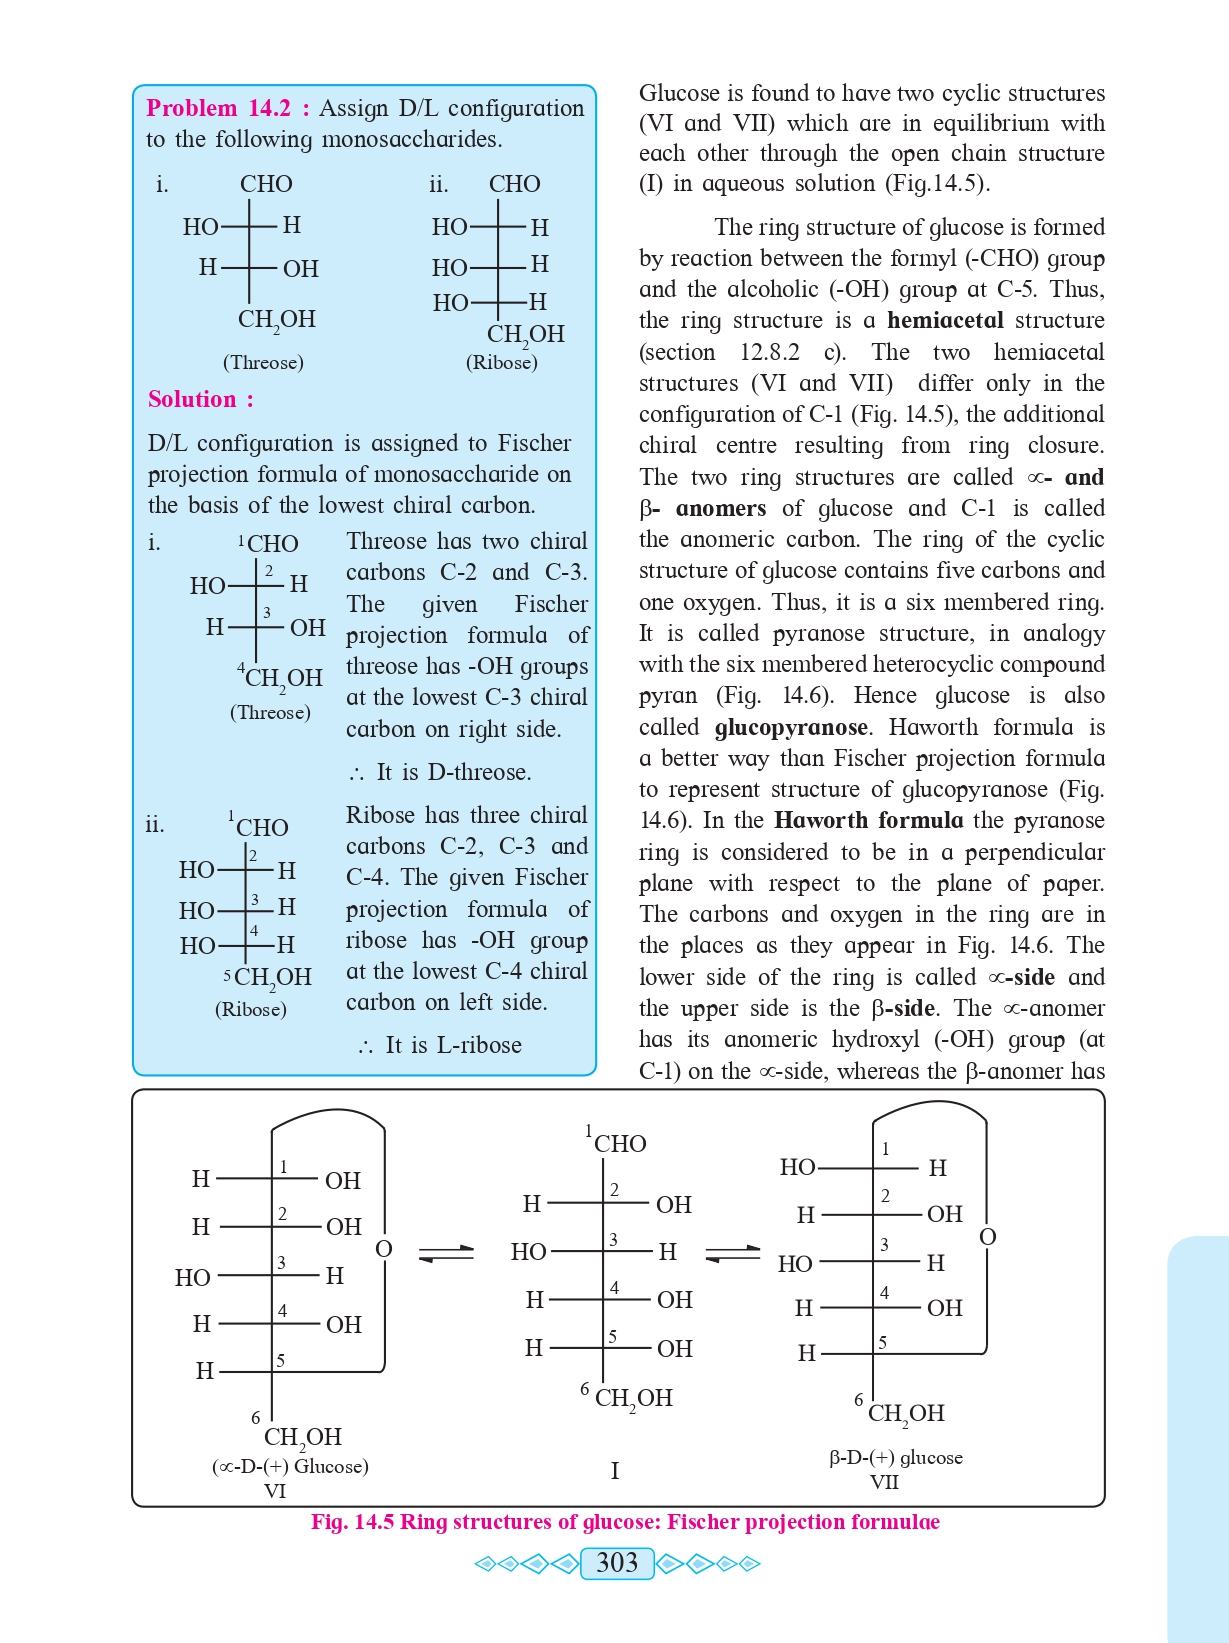 Problem 14.2 : Assign D/L configuration
to the following monosaccharides.
i. CHO
HO H
H OH
CH2OH
(Threose)
ii. CHO
HO H
HO H
HO H
CH2OH
(Ribose)
Solution :
D/L configuration is assigned to Fischer
projection formula of monosaccharide on
the basis of the lowest chiral carbon.
i. 1 CHO
2
HO H
3
H OH
4 CH2OH
(Threose)
Threose has two chiral
carbons C-2 and C-3.
The given Fischer
projection formula of
threose has -OH groups
at the lowest C-3 chiral
carbon on right side.
∴ It is D-threose.
ii. 1 CHO
2
HO H
3
HO H
4
HO H
5 CH2OH
(Ribose)
Ribose has three chiral
carbons C-2, C-3 and
C-4. The given Fischer
projection formula of
ribose has -OH group
at the lowest C-4 chiral
carbon on left side.
∴ It is L-ribose
Glucose is found to have two cyclic structures
(VI and VII) which are in equilibrium with
each other through the open chain structure
(I) in aqueous solution (Fig.14.5).
The ring structure of glucose is formed
by reaction between the formyl (-CHO) group
and the alcoholic (-OH) group at C-5. Thus,
the ring structure is a hemiacetal structure
(section 12.8.2 c). The two hemiacetal
structures (VI and VII) differ only in the
configuration of C-1 (Fig. 14.5), the additional
chiral centre resulting from ring closure.
The two ring structures are called ∝- and
β- anomers of glucose and C-1 is called
the anomeric carbon. The ring of the cyclic
structure of glucose contains five carbons and
one oxygen. Thus, it is a six membered ring.
It is called pyranose structure, in analogy
with the six membered heterocyclic compound
pyran (Fig. 14.6). Hence glucose is also
called glucopyranose. Haworth formula is
a better way than Fischer projection formula
to represent structure of glucopyranose (Fig.
14.6). In the Haworth formula the pyranose
ring is considered to be in a perpendicular
plane with respect to the plane of paper.
The carbons and oxygen in the ring are in
the places as they appear in Fig. 14.6. The
lower side of the ring is called ∝-side and
the upper side is the β-side. The ∝-anomer
has its anomeric hydroxyl (-OH) group (at
C-1) on the ∝-side, whereas the β-anomer has
H 1 OH
H 2 OH
HO 3 H
O
H 4 OH
H 5
6
CH2OH
(∝-D-(+) Glucose)
VI
1 CHO
H 2 OH
HO 3 H
H 4 OH
H 5 OH
6 CH2OH
I
HO 1 H
H 2 OH
O
HO 3 H
H 4 OH
H 5
6
CH2OH
β-D-(+) glucose
VII
Fig. 14.5 Ring structures of glucose: Fischer projection formulae
303